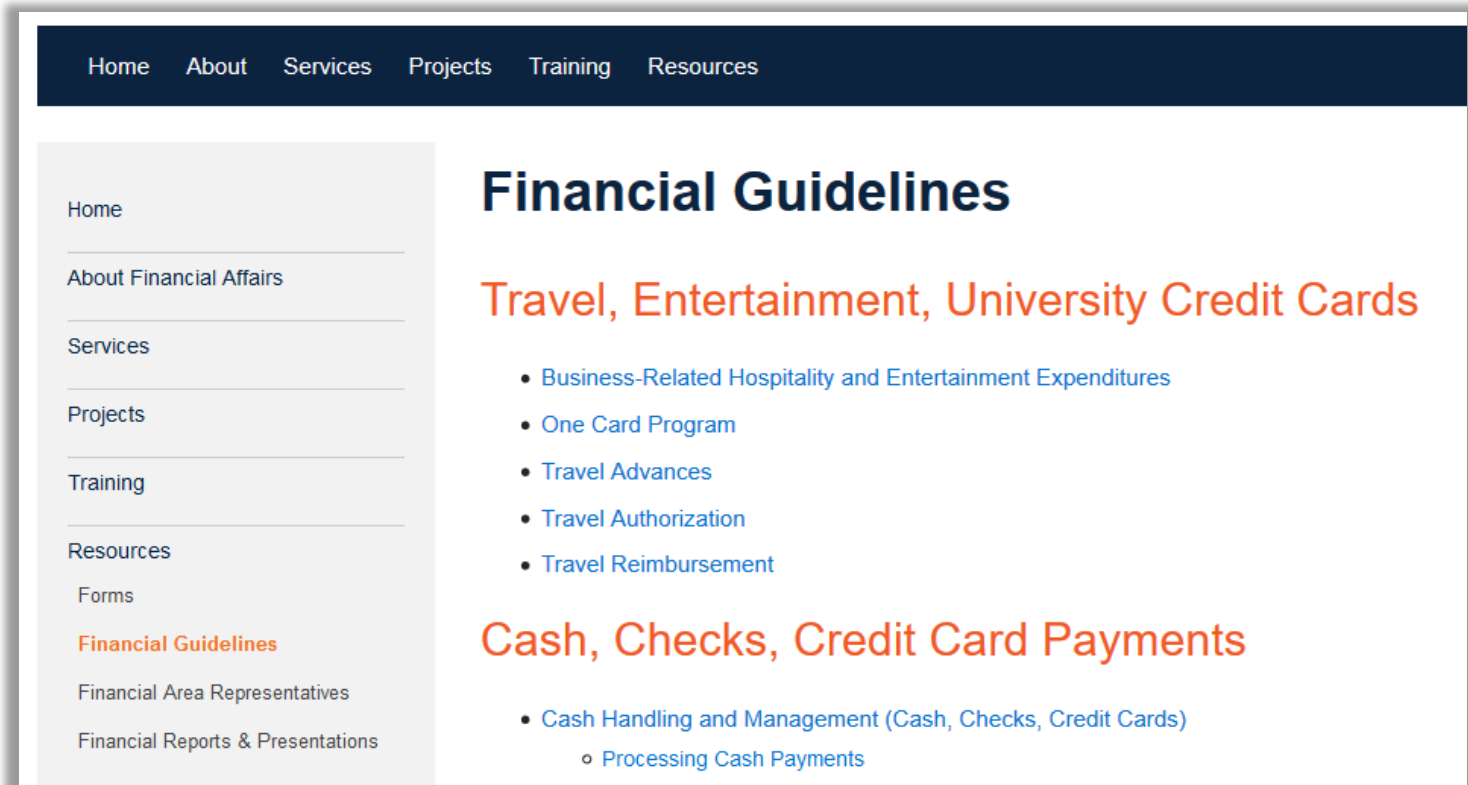 Home About Services Projects Training Resources
Home
About Financial Affairs
Services
Projects
Training
Resources
Forms
Financial Guidelines
Financial Area Representatives
Financial Reports & Presentations
Financial Guidelines
Travel, Entertainment, University Credit Cards
Business-Related Hospitality and Entertainment Expenditures
One Card Program
Travel Advances
Travel Authorization
Travel Reimbursement
Cash, Checks, Credit Card Payments
Cash Handling and Management (Cash, Checks, Credit Cards)
Processing Cash Payments